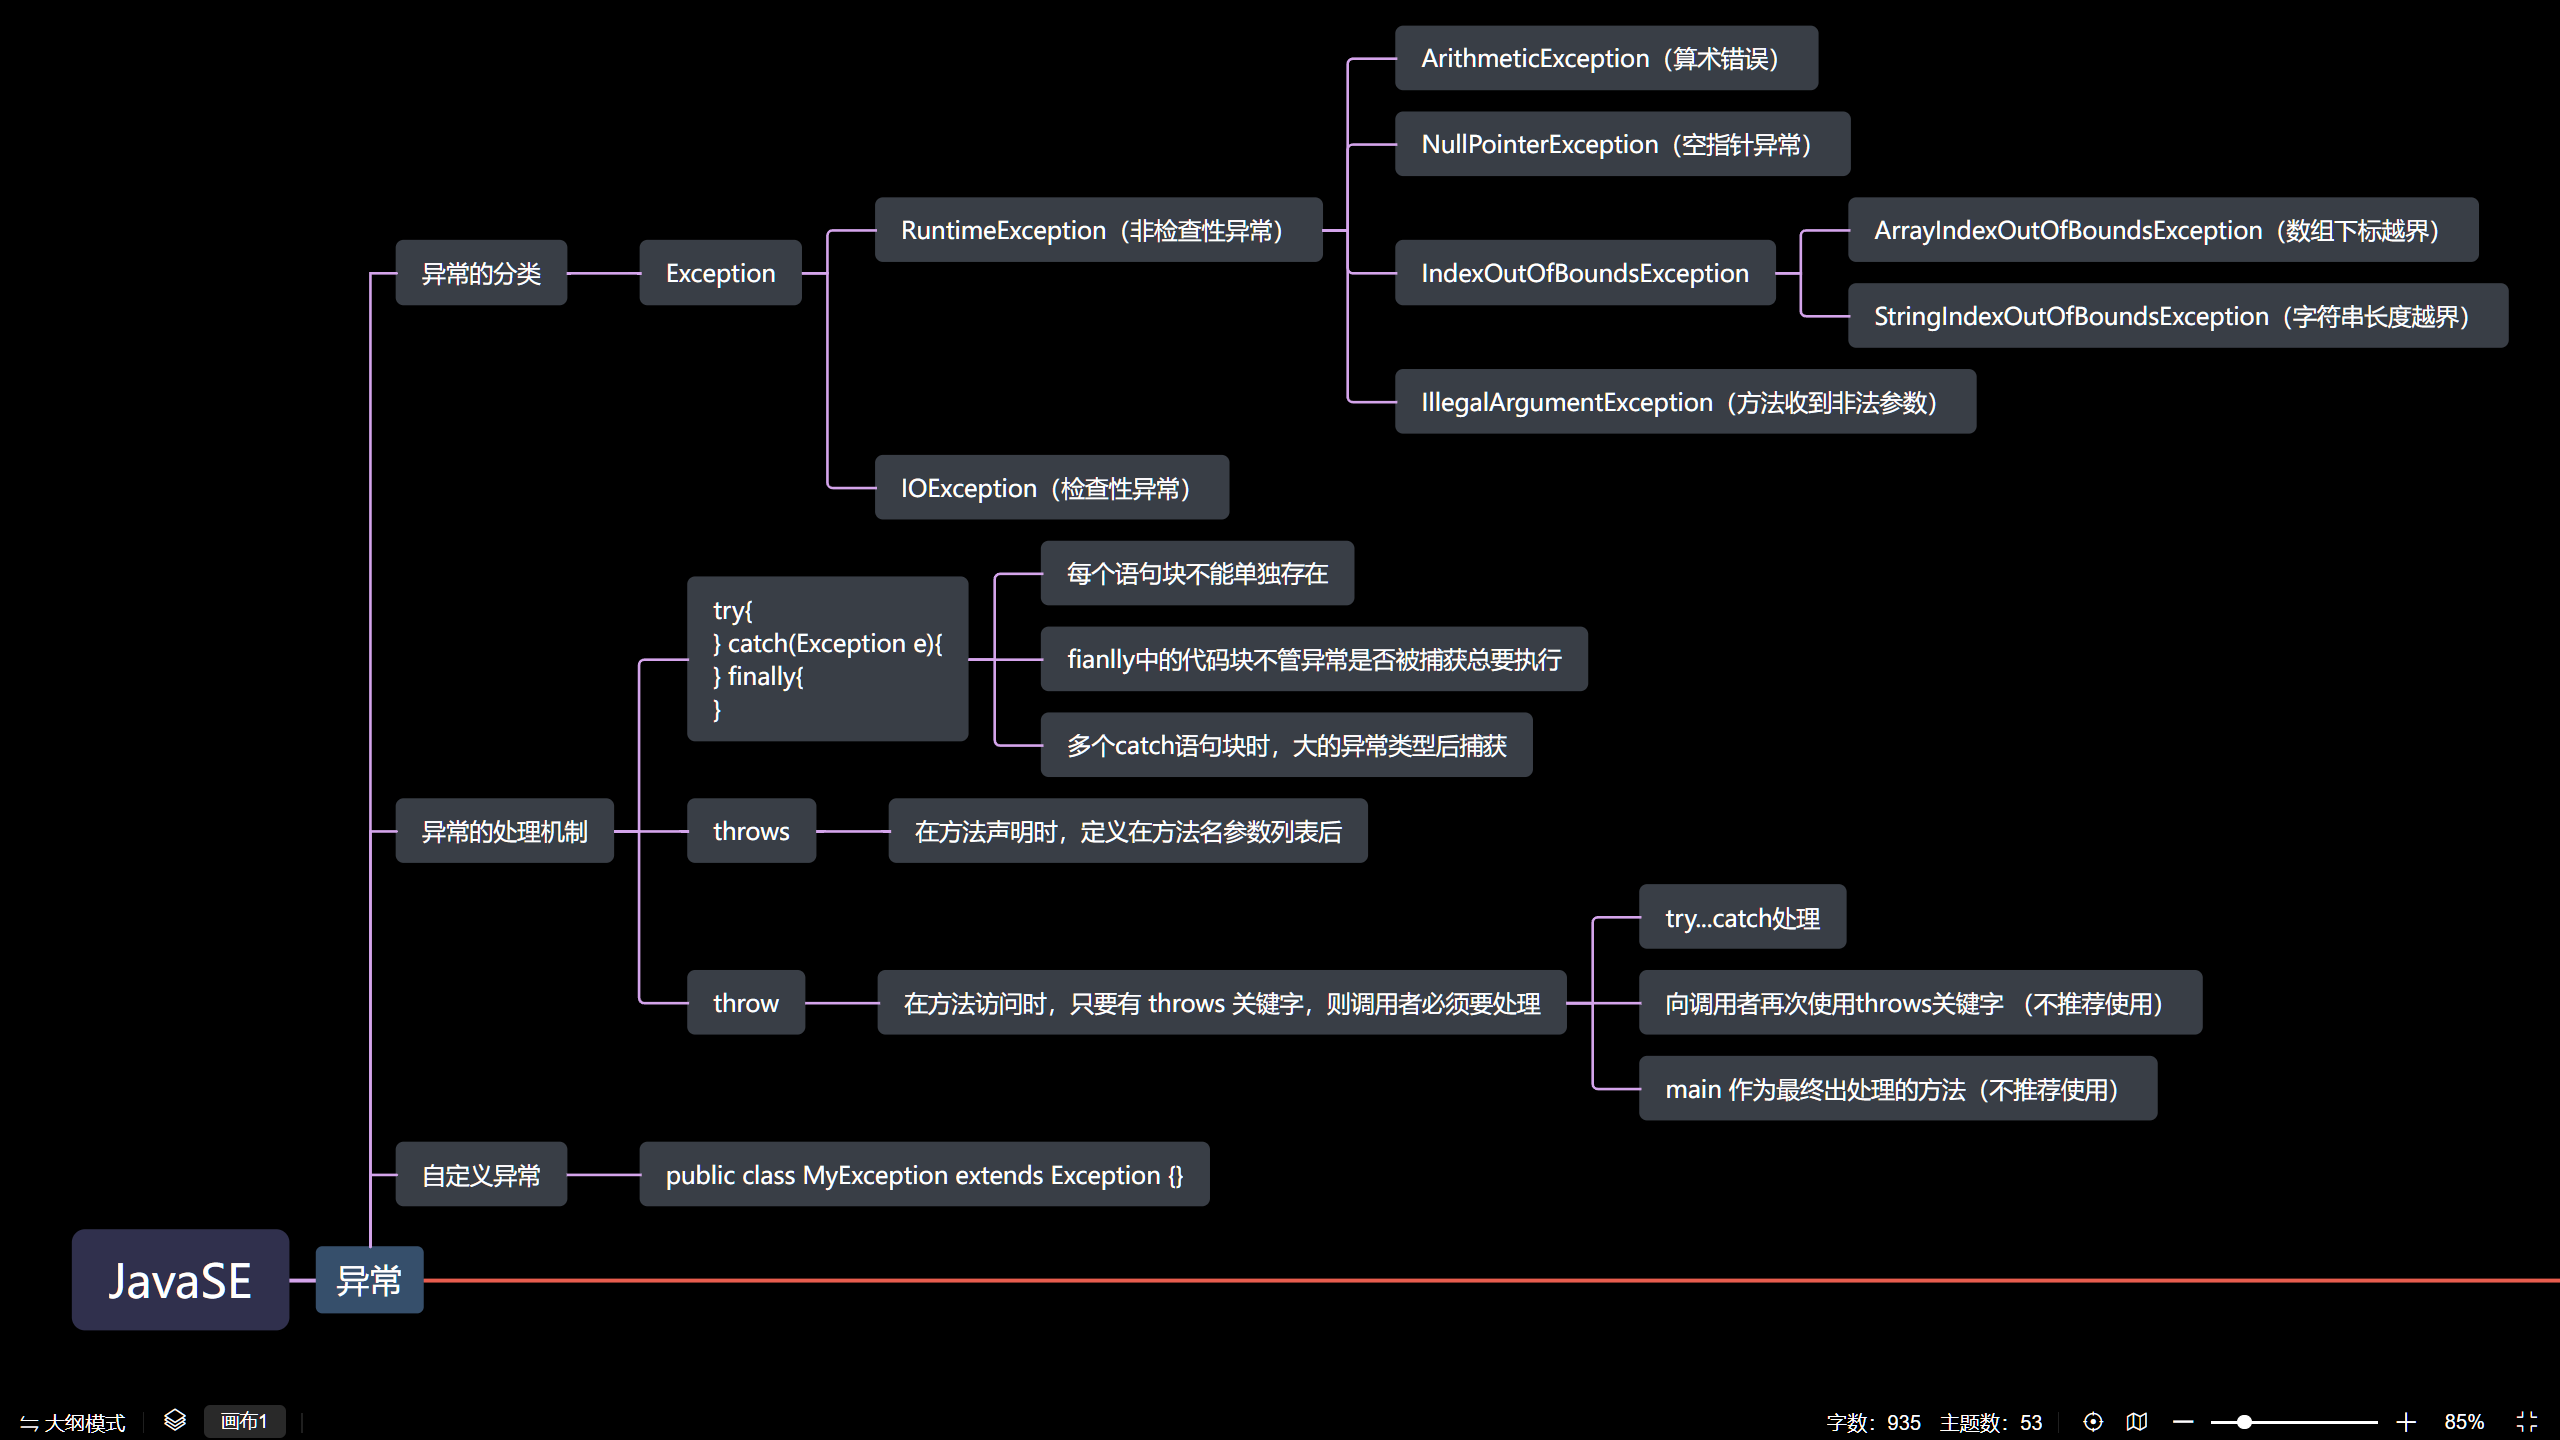 ArithmeticException（算术错误）
NullPointerException（空指针异常）
RuntimeException（非检查性异常）
ArrayIndexOutOfBoundsException（数组下标越界）
异常的分类
Exception
IndexOutOfBoundsException
StringIndexOutOfBoundsException（字符串长度越界）
IllegalArgumentException（方法收到非法参数）
IOException（检查性异常）
每个语句块不能单独存在
try{
} catch(Exception e){
} finally{
}
fianlly中的代码块不管异常是否被捕获总要执行
多个catch语句块时，大的异常类型后捕获
异常的处理机制
throws
在方法声明时，定义在方法名参数列表后
try...catch处理
throw
在方法访问时，只要有 throws 关键字，则调用者必须要处理
向调用者再次使用throws关键字 （不推荐使用）
main 作为最终出处理的方法（不推荐使用）
自定义异常
public class MyException extends Exception {}
JavaSE
异常
大纲模式
画布1
字数：935
主题数：53
85%